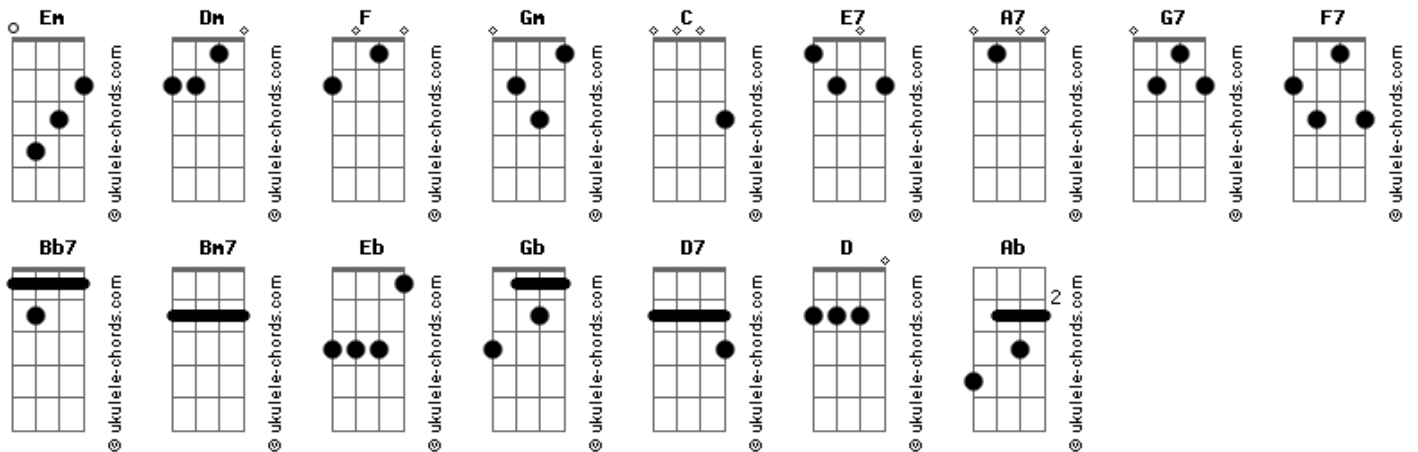 Em Dm F Gm C E7 A7 G7 F7
© ukulele-chords.com © ukulele-chords.com © ukulele-chords.com © ukulele-chords.com © ukulele-chords.com © ukulele-chords.com © ukulele-chords.com © ukulele-chords.com © ukulele-chords.com
Bb7 Bm7 Eb Gb D7 D Ab
2
© ukulele-chords.com © ukulele-chords.com © ukulele-chords.com © ukulele-chords.com © ukulele-chords.com © ukulele-chords.com © ukulele-chords.com